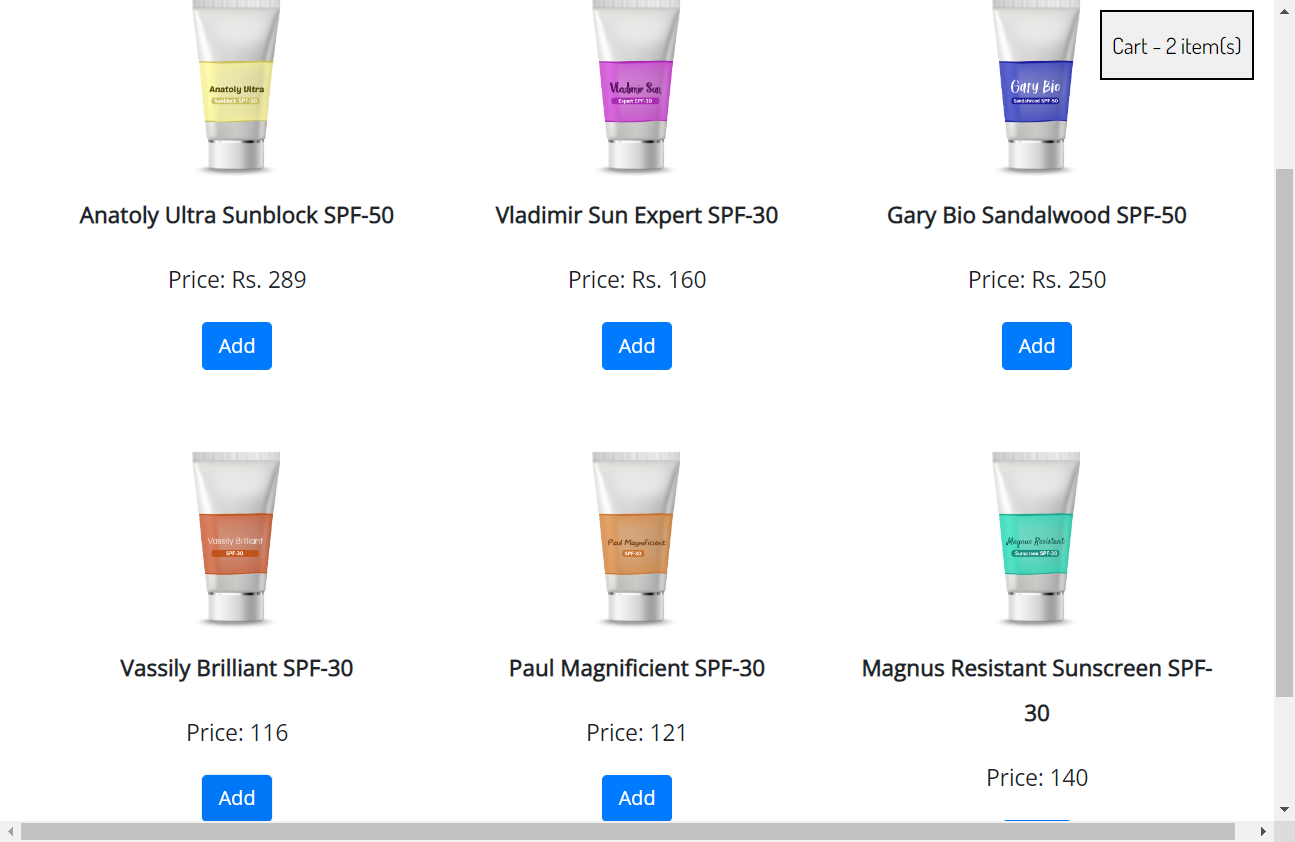 Cart - 2 item(s)
Anatoly Ultra
Sunblock SPF-50
Vladimir Sun
Expert SPF-30
Gary Bio
Sandalwood SPF-50
Anatoly Ultra Sunblock SPF-50
Vladimir Sun Expert SPF-30
Gary Bio Sandalwood SPF-50
Price: Rs. 289
Price: Rs. 160
Price: Rs. 250
Add
Add
Add
Vassily Brilliant
SPF-30
Paul Magnificient
SPF-30
Magnus Resistant
Sunscreen SPF-30
Vassily Brilliant SPF-30
Paul Magnificient SPF-30
Magnus Resistant Sunscreen SPF-
30
Price: 116
Price: 121
Price: 140
Add
Add